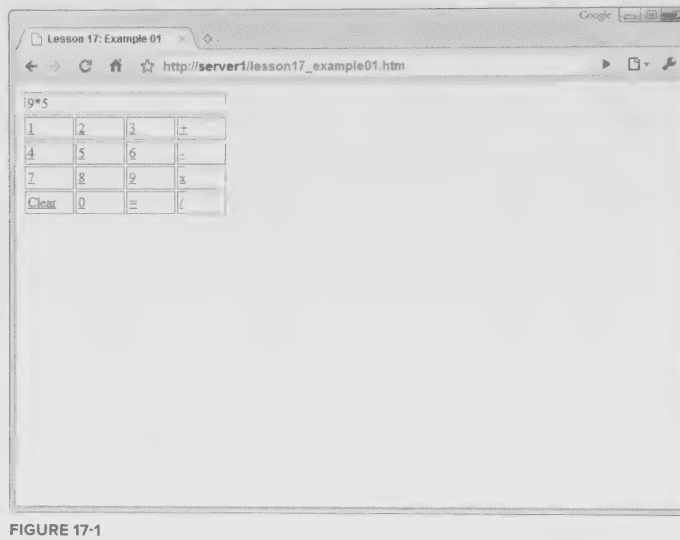 Google
Lesson 17: Example 01
http://server1/lesson17_example01.htm
9*5
1 2 3 +
4 5 6 -
7 8 9 x
Clear 0 = /
FIGURE 17-1